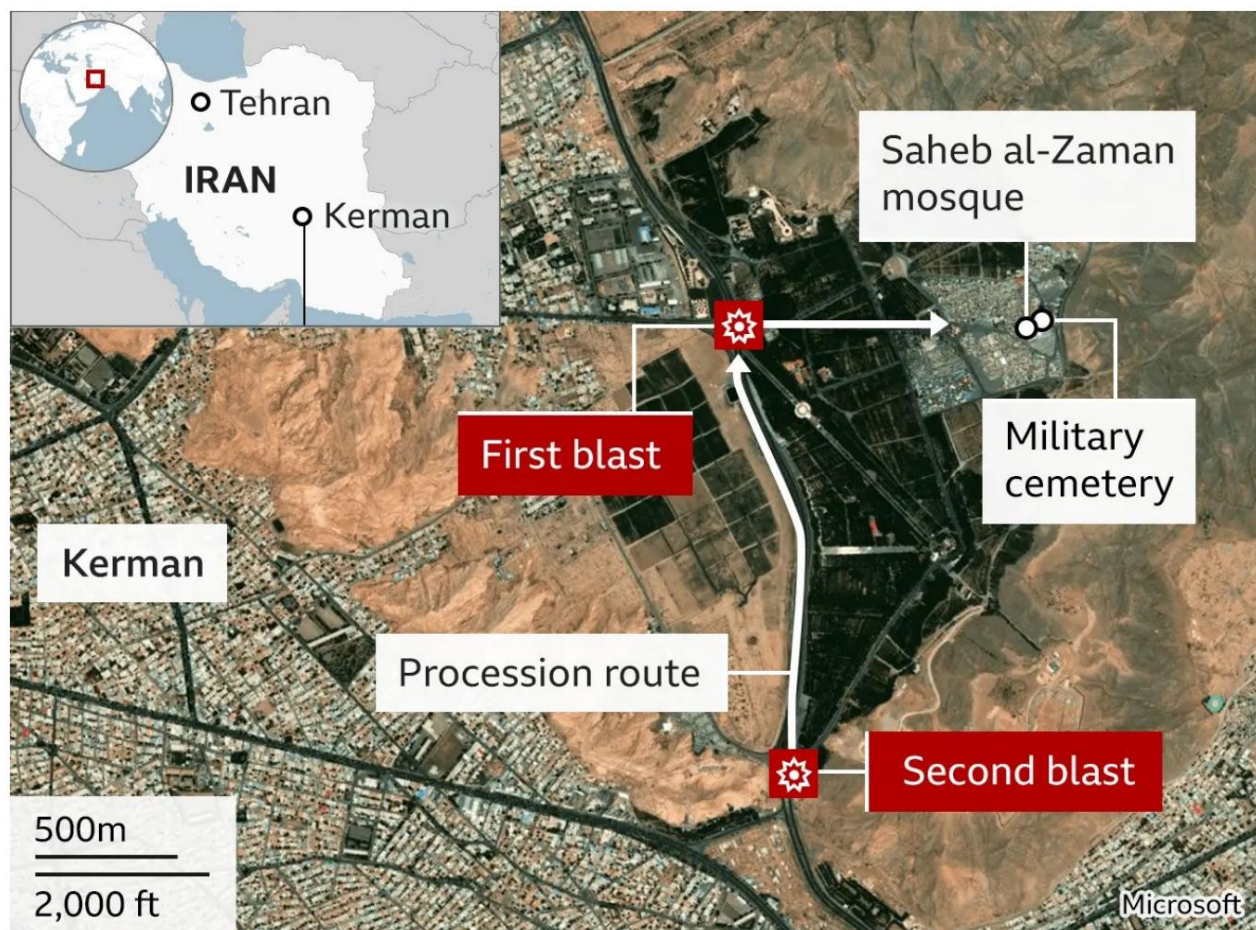 Tehran
IRAN
Kerman
Saheb al-Zaman
mosque
First blast
Military
cemetery
Kerman
Procession route
Second blast
500m
2,000 ft
Microsoft